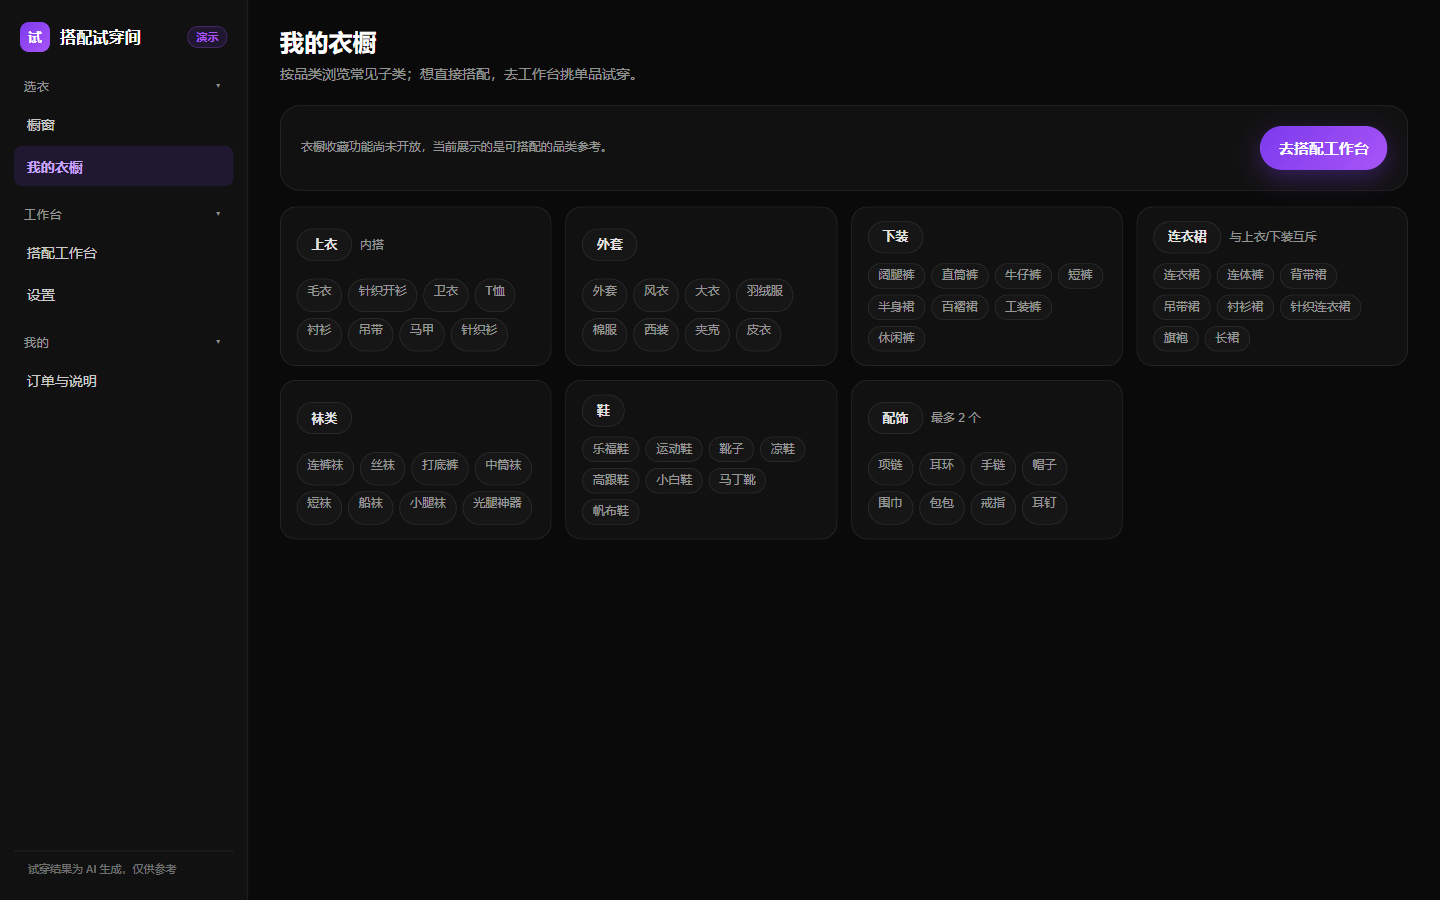 试 搭配试穿间 演示
选衣
橱窗
我的衣橱
工作台
搭配工作台
设置
我的
订单与说明
试穿结果为 AI 生成，仅供参考
我的衣橱
按品类浏览常见子类；想直接搭配，去工作台挑单品试穿。
衣橱收藏功能尚未开放，当前展示的是可搭配的品类参考。
去搭配工作台
上衣 内搭
毛衣 针织开衫 卫衣 T恤
衬衫 吊带 马甲 针织衫
外套
外套 风衣 大衣 羽绒服
棉服 西装 夹克 皮衣
下装
阔腿裤 直筒裤 牛仔裤 短裤
半身裙 百褶裙 工装裤
休闲裤
连衣裙 与上衣/下装互斥
连衣裙 连体裤 背带裙
吊带裙 衬衫裙 针织连衣裙
旗袍 长裙
袜类
连裤袜 丝袜 打底裤 中筒袜
短袜 船袜 小腿袜 光腿神器
鞋
乐福鞋 运动鞋 靴子 凉鞋
高跟鞋 小白鞋 马丁靴
帆布鞋
配饰 最多 2 个
项链 耳环 手链 帽子
围巾 包包 戒指 耳钉